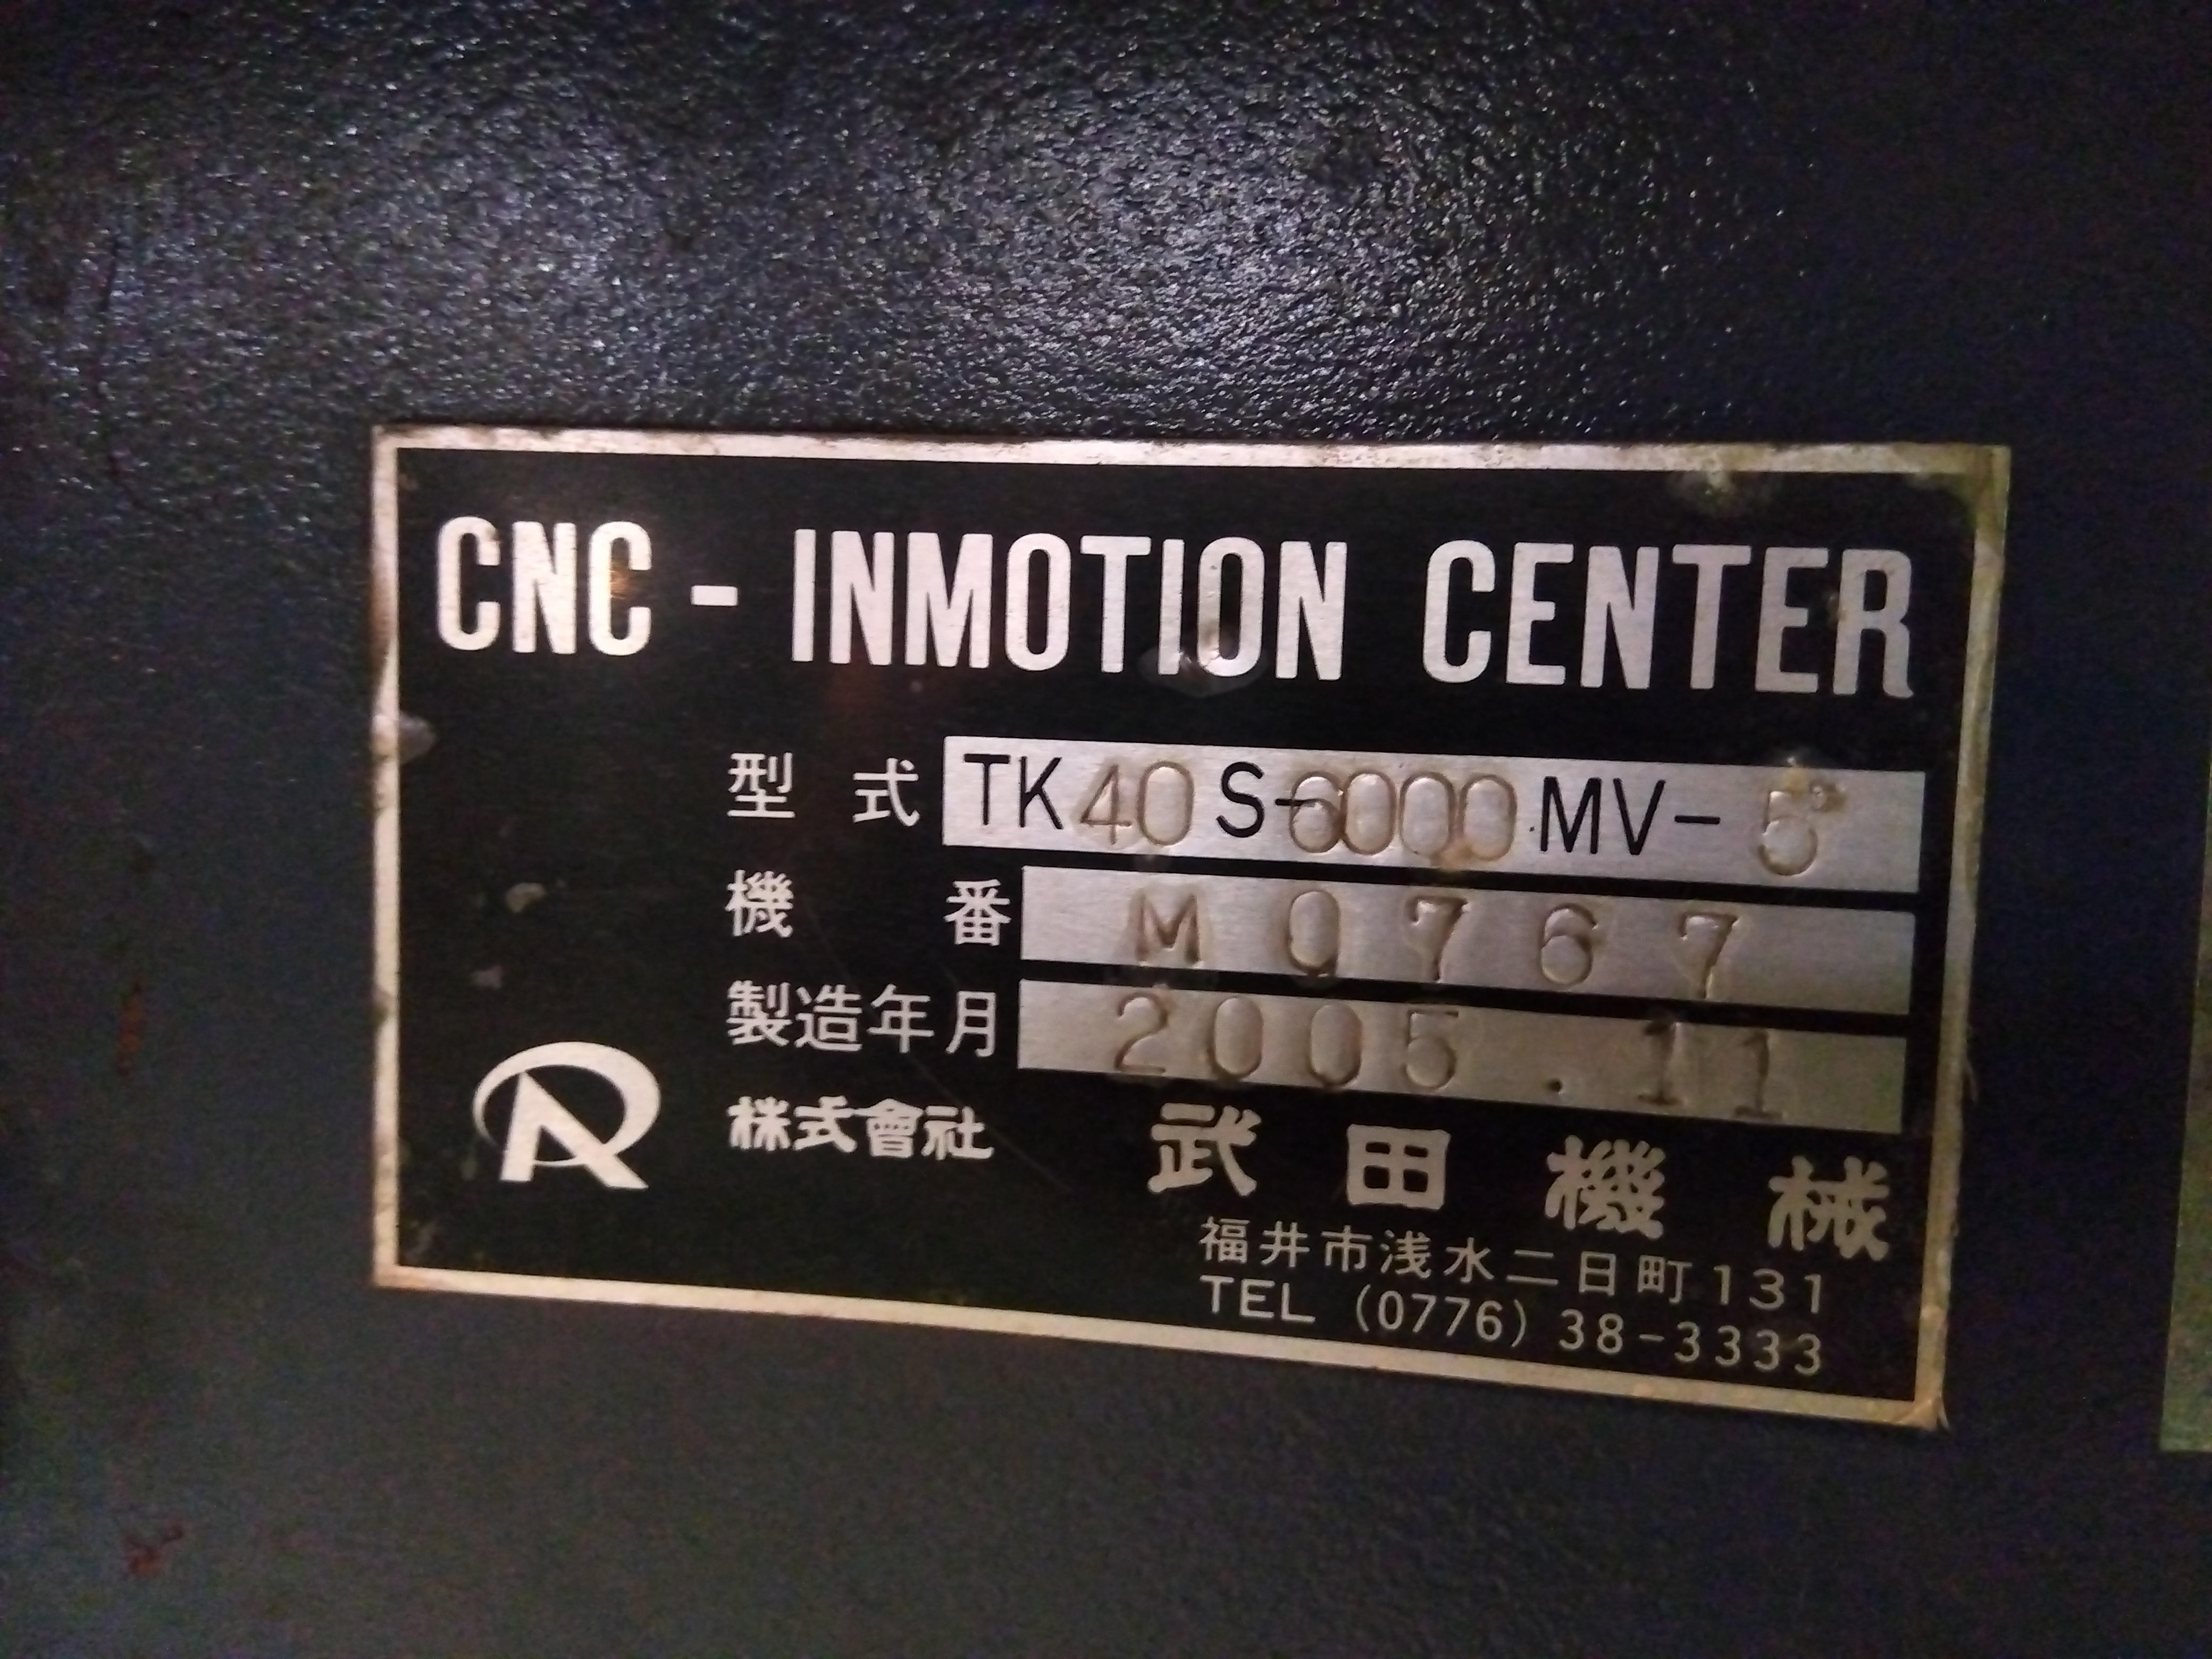 CNC - INMOTION CENTER
型式 TK40S-6000MV-5
機番 M0767
製造年月 2005.11
株式會社 武田機械
福井市浅水二日町131
TEL (0776) 38-3333